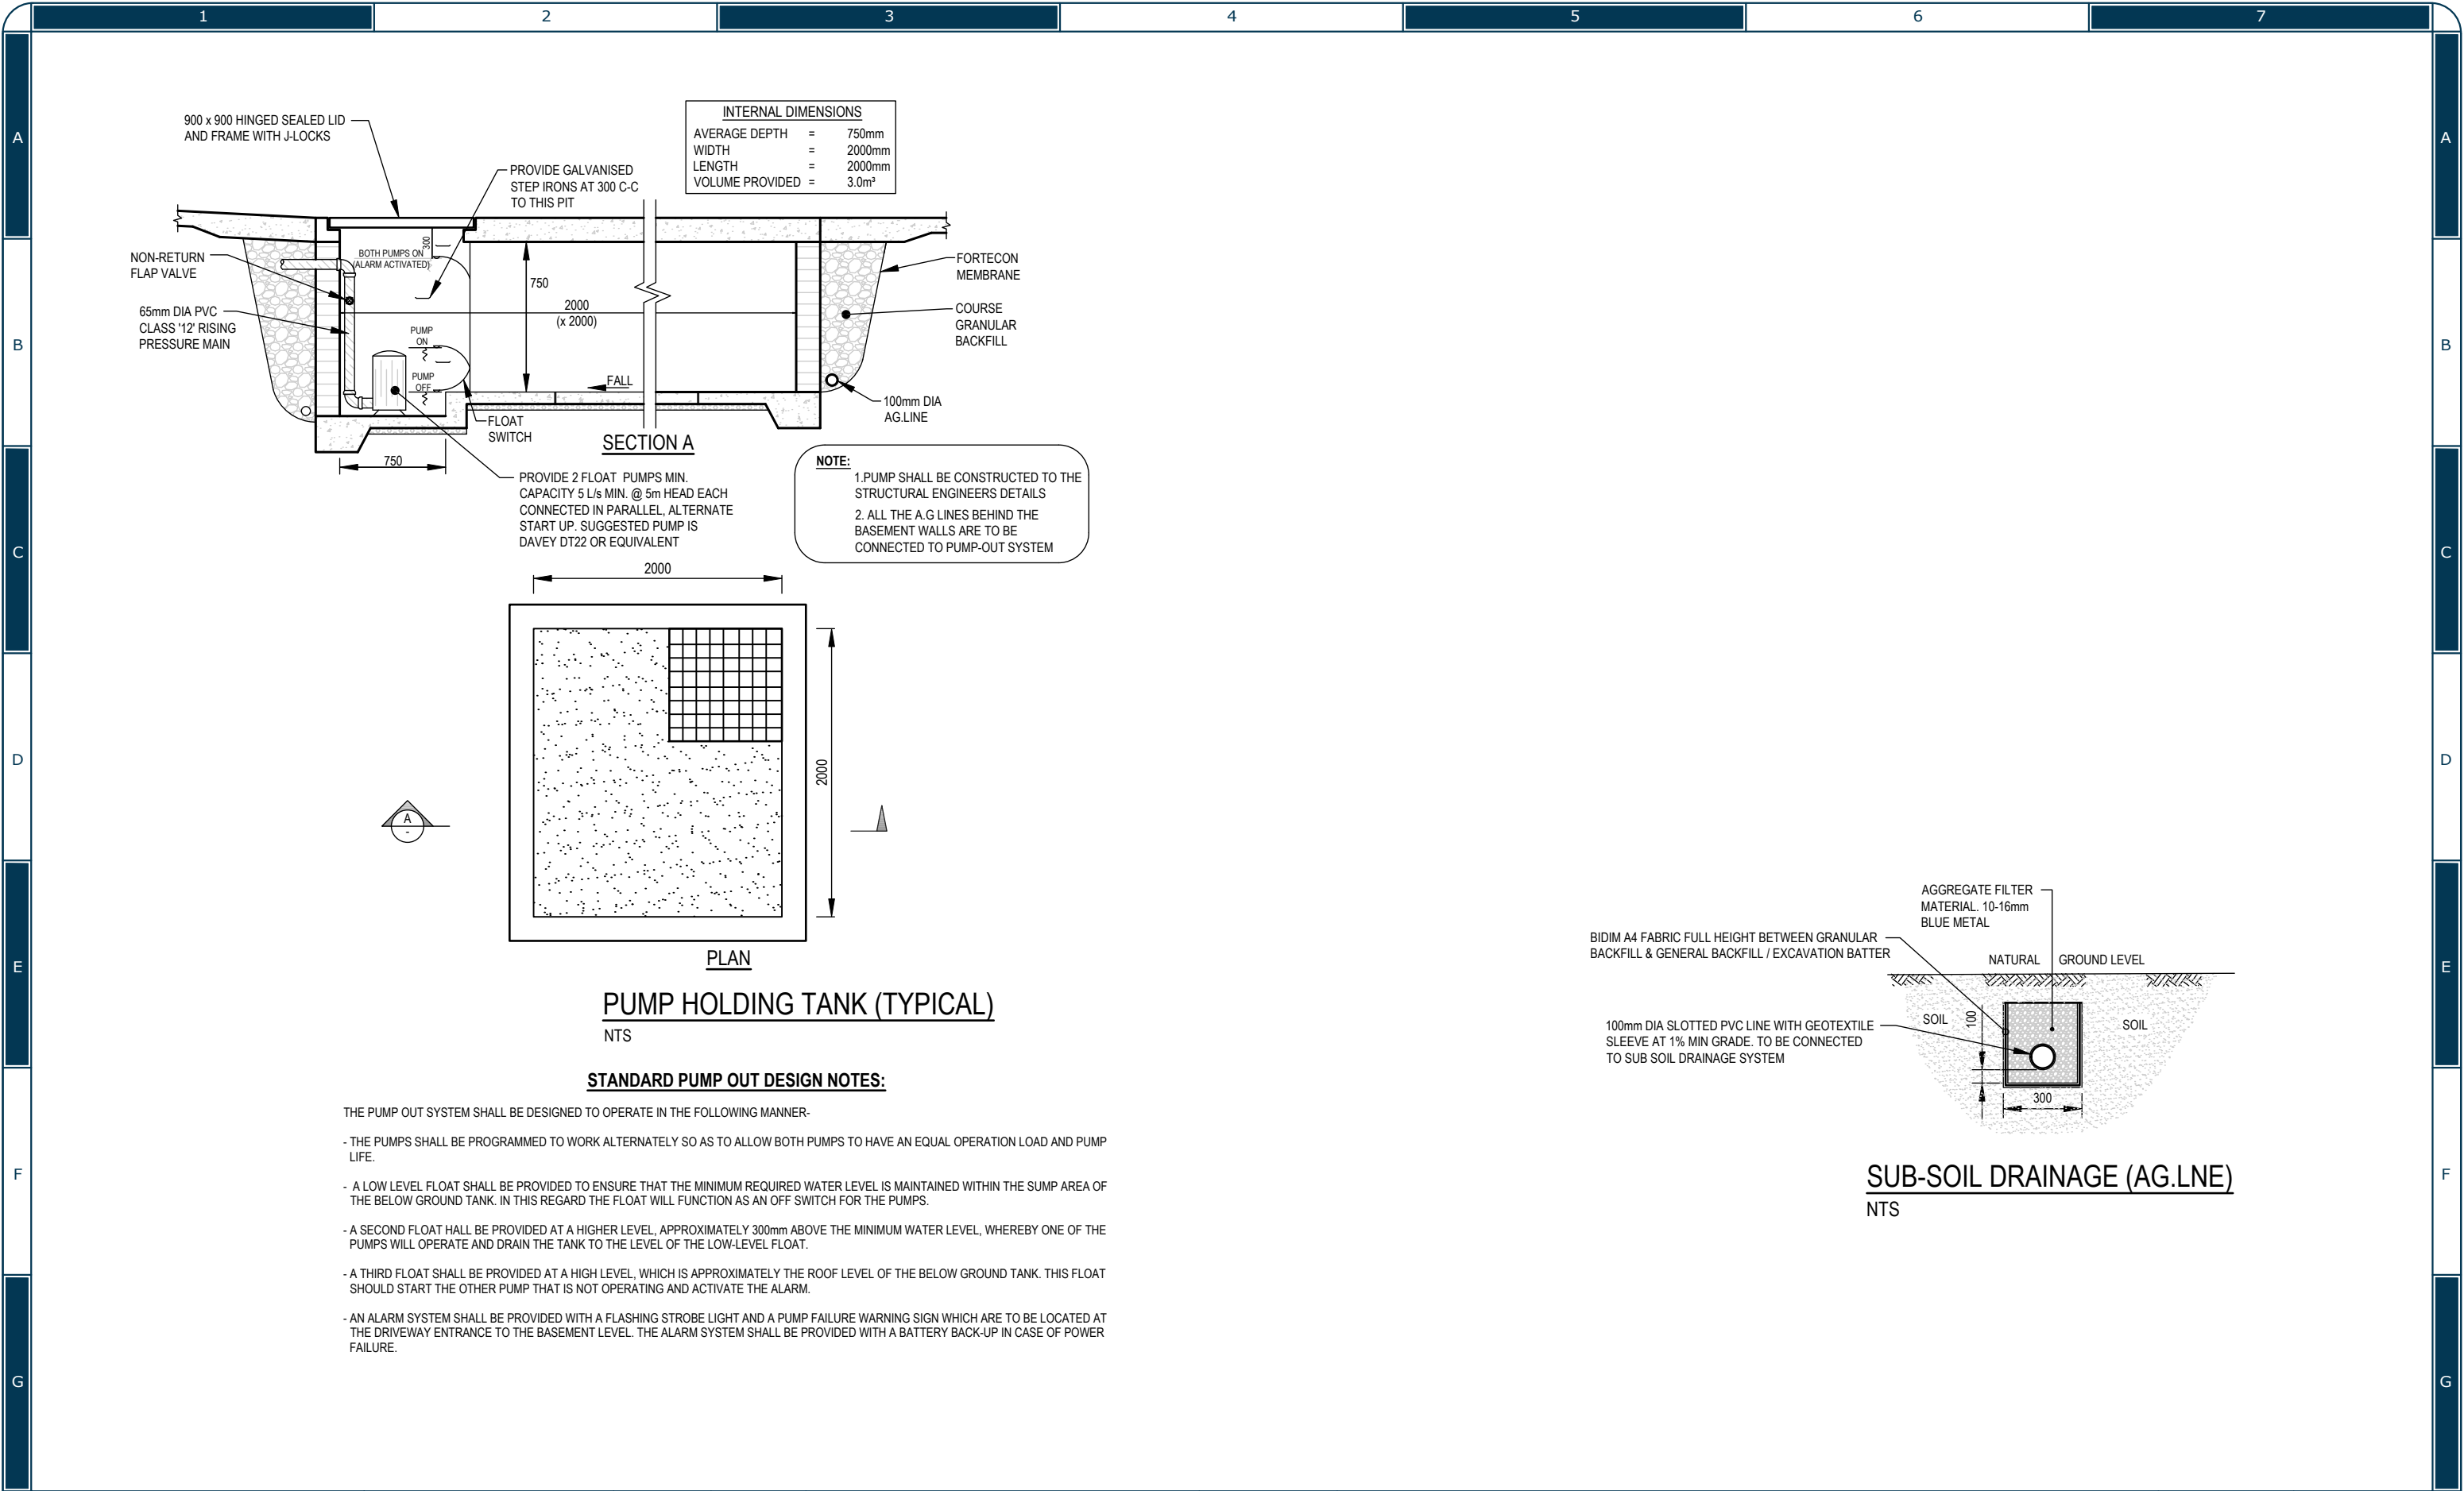 1 2 3 4 5 6 7
A A
B B
C C
D D
E E
F F
G G
900 x 900 HINGED SEALED LID
AND FRAME WITH J-LOCKS
PROVIDE GALVANISED
STEP IRONS AT 300 C-C
TO THIS PIT
INTERNAL DIMENSIONS
AVERAGE DEPTH = 750mm
WIDTH = 2000mm
LENGTH = 2000mm
VOLUME PROVIDED = 3.0m³
NON-RETURN
FLAP VALVE
65mm DIA PVC
CLASS '12' RISING
PRESSURE MAIN
BOTH PUMPS ON
(ALARM ACTIVATED)
300
PUMP
ON
PUMP
OFF
750
2000
(x 2000)
FALL
FORTECON
MEMBRANE
COURSE
GRANULAR
BACKFILL
100mm DIA
AG.LINE
FLOAT
SWITCH
750
SECTION A
PROVIDE 2 FLOAT PUMPS MIN.
CAPACITY 5 L/s MIN. @ 5m HEAD EACH
CONNECTED IN PARALLEL, ALTERNATE
START UP. SUGGESTED PUMP IS
DAVEY DT22 OR EQUIVALENT
NOTE:
1.PUMP SHALL BE CONSTRUCTED TO THE
STRUCTURAL ENGINEERS DETAILS
2. ALL THE A.G LINES BEHIND THE
BASEMENT WALLS ARE TO BE
CONNECTED TO PUMP-OUT SYSTEM
2000
2000
A
-
PLAN
PUMP HOLDING TANK (TYPICAL)
NTS
STANDARD PUMP OUT DESIGN NOTES:
THE PUMP OUT SYSTEM SHALL BE DESIGNED TO OPERATE IN THE FOLLOWING MANNER-
- THE PUMPS SHALL BE PROGRAMMED TO WORK ALTERNATELY SO AS TO ALLOW BOTH PUMPS TO HAVE AN EQUAL OPERATION LOAD AND PUMP
LIFE.
- A LOW LEVEL FLOAT SHALL BE PROVIDED TO ENSURE THAT THE MINIMUM REQUIRED WATER LEVEL IS MAINTAINED WITHIN THE SUMP AREA OF
THE BELOW GROUND TANK. IN THIS REGARD THE FLOAT WILL FUNCTION AS AN OFF SWITCH FOR THE PUMPS.
- A SECOND FLOAT HALL BE PROVIDED AT A HIGHER LEVEL, APPROXIMATELY 300mm ABOVE THE MINIMUM WATER LEVEL, WHEREBY ONE OF THE
PUMPS WILL OPERATE AND DRAIN THE TANK TO THE LEVEL OF THE LOW-LEVEL FLOAT.
- A THIRD FLOAT SHALL BE PROVIDED AT A HIGH LEVEL, WHICH IS APPROXIMATELY THE ROOF LEVEL OF THE BELOW GROUND TANK. THIS FLOAT
SHOULD START THE OTHER PUMP THAT IS NOT OPERATING AND ACTIVATE THE ALARM.
- AN ALARM SYSTEM SHALL BE PROVIDED WITH A FLASHING STROBE LIGHT AND A PUMP FAILURE WARNING SIGN WHICH ARE TO BE LOCATED AT
THE DRIVEWAY ENTRANCE TO THE BASEMENT LEVEL. THE ALARM SYSTEM SHALL BE PROVIDED WITH A BATTERY BACK-UP IN CASE OF POWER
FAILURE.
AGGREGATE FILTER
MATERIAL. 10-16mm
BLUE METAL
BIDIM A4 FABRIC FULL HEIGHT BETWEEN GRANULAR
BACKFILL & GENERAL BACKFILL / EXCAVATION BATTER
NATURAL GROUND LEVEL
100mm DIA SLOTTED PVC LINE WITH GEOTEXTILE
SLEEVE AT 1% MIN GRADE. TO BE CONNECTED
TO SUB SOIL DRAINAGE SYSTEM
SOIL 100 SOIL
300
SUB-SOIL DRAINAGE (AG.LNE)
NTS